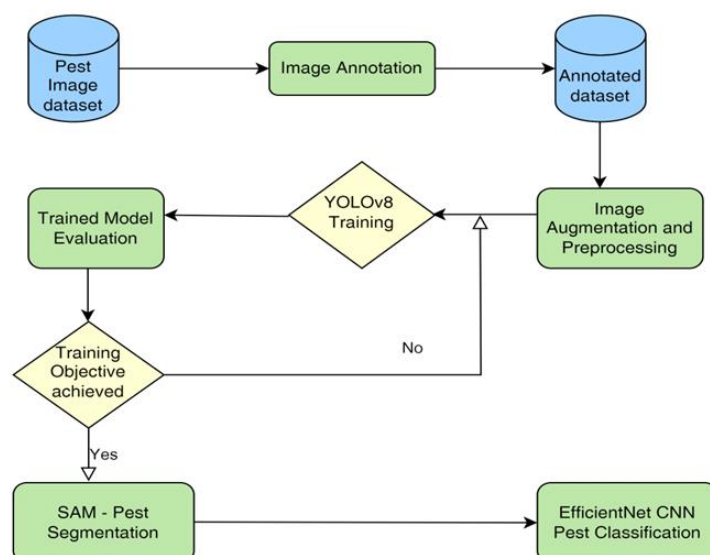 Pest
Image
dataset
Image Annotation
Annotated
dataset
Image
Augmentation and
Preprocessing
YOLOv8
Training
Trained Model
Evaluation
Training
Objective
achieved
No
Yes
SAM - Pest
Segmentation
EfficientNet CNN
Pest Classification